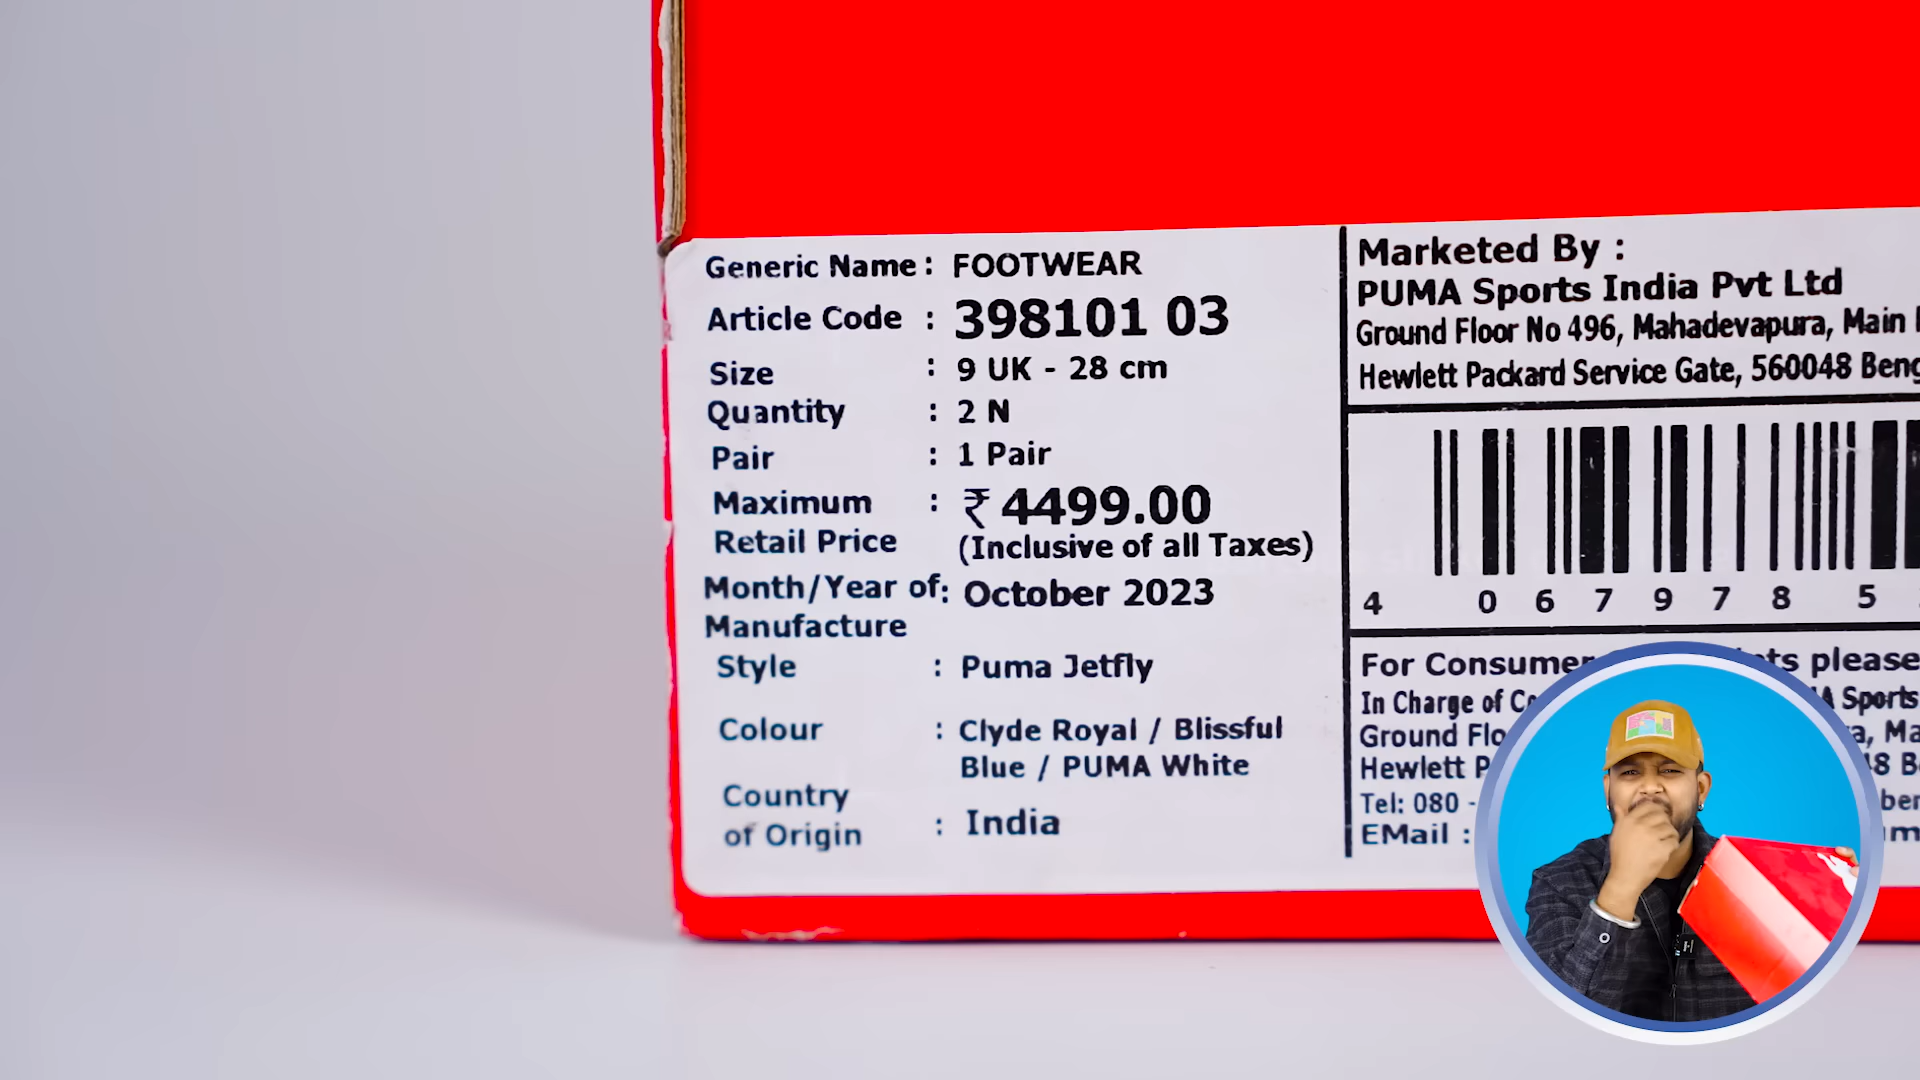 Generic Name : FOOTWEAR
Article Code : 398101 03
Size : 9 UK - 28 cm
Quantity : 2 N
Pair : 1 Pair
Maximum : ₹ 4499.00
Retail Price (Inclusive of all Taxes)
Month/Year of : October 2023
Manufacture
Style : Puma Jetfly
Colour : Clyde Royal / Blissful
Blue / PUMA White
Country
of Origin : India
Marketed By :
PUMA Sports India Pvt Ltd
Ground Floor No 496, Mahadevapura, Main
Hewlett Packard Service Gate, 560048
4 0 6 7 9 7 8 5
For Consumer please
In Charge of Sports
Ground
Hewlett
Tel: 080 -
EMail :